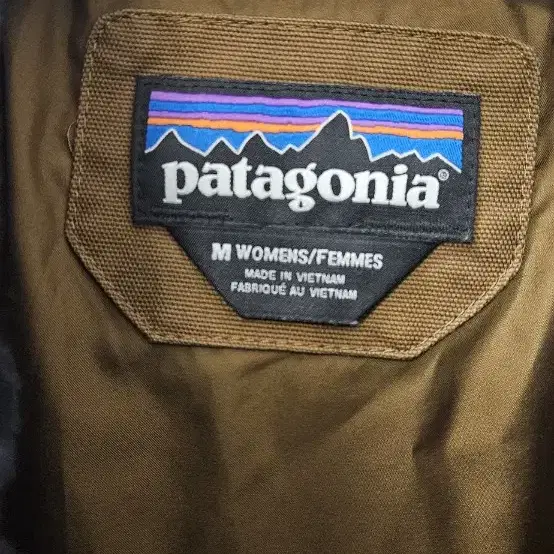 patagonia®
M WOMENS/FEMMES
MADE IN VIETNAM
FABRIQUÉ AU VIETNAM